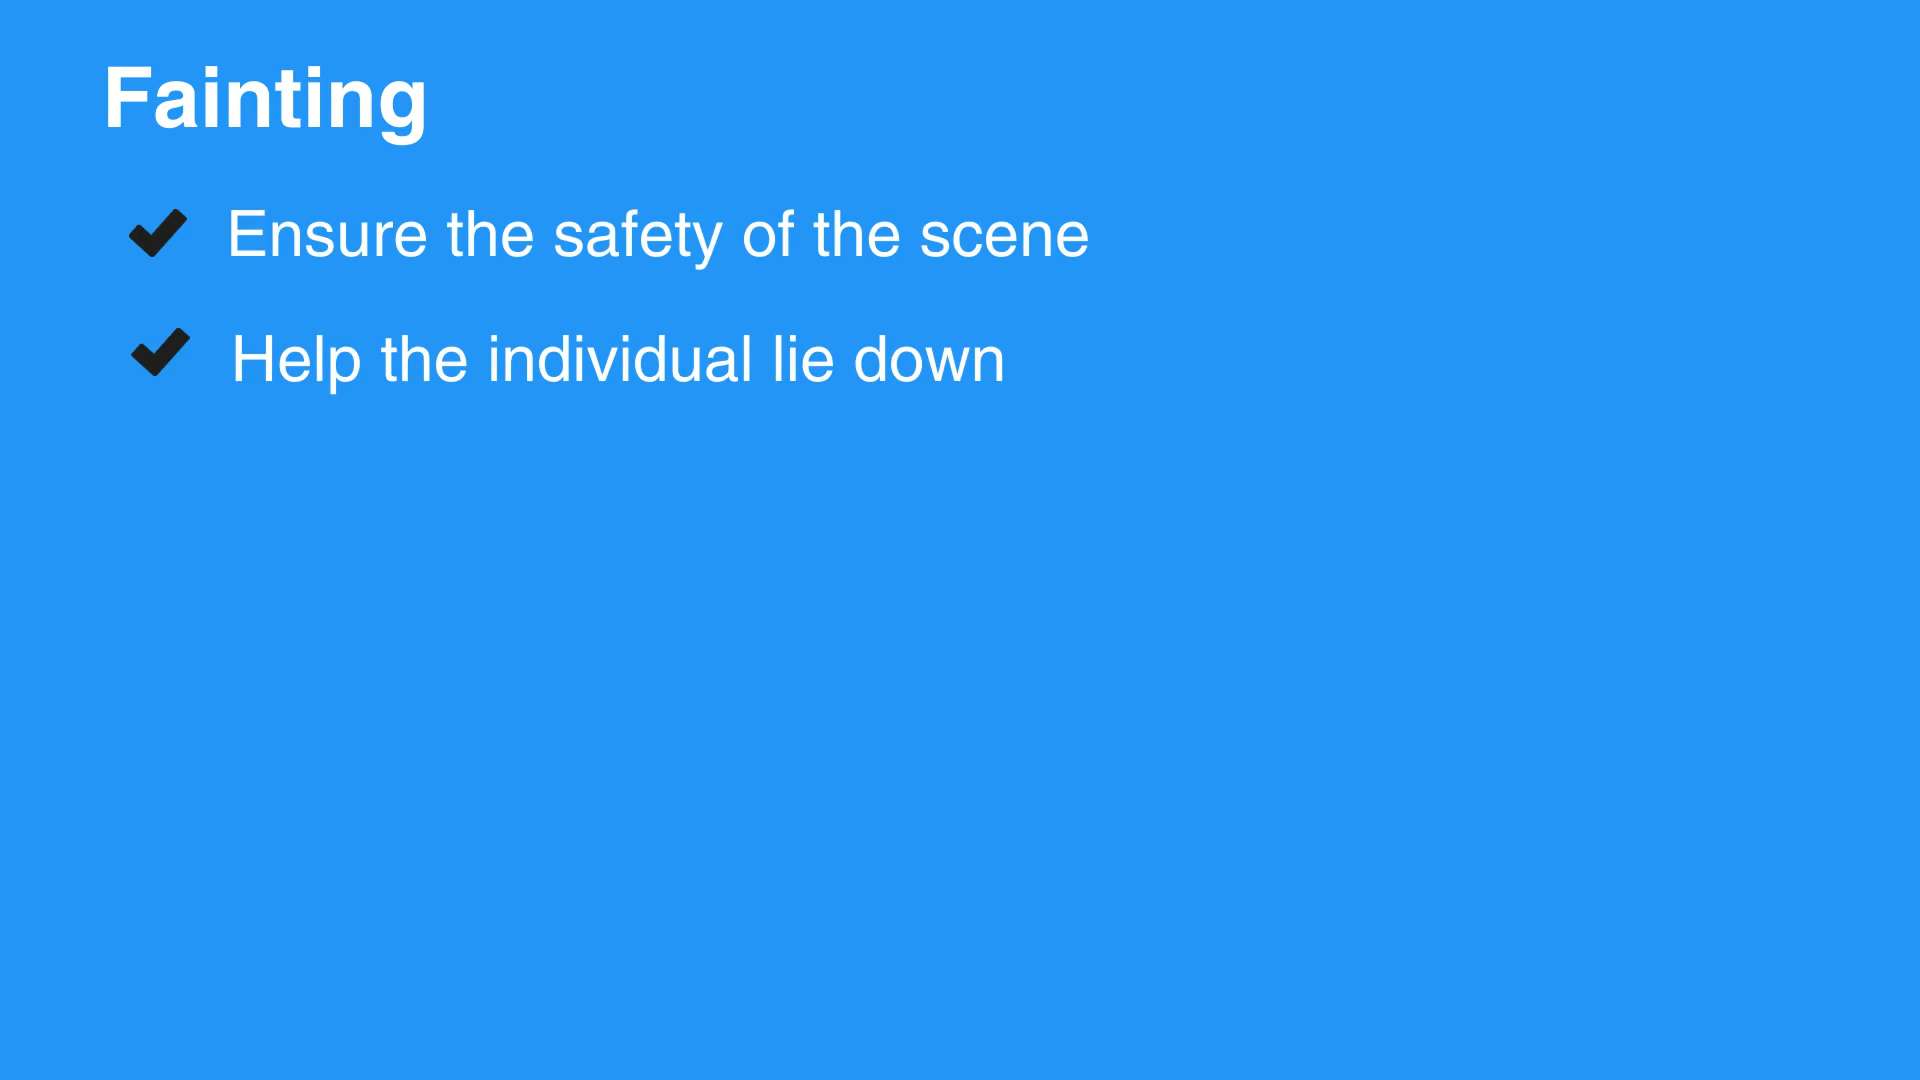 Fainting
Ensure the safety of the scene
Help the individual lie down